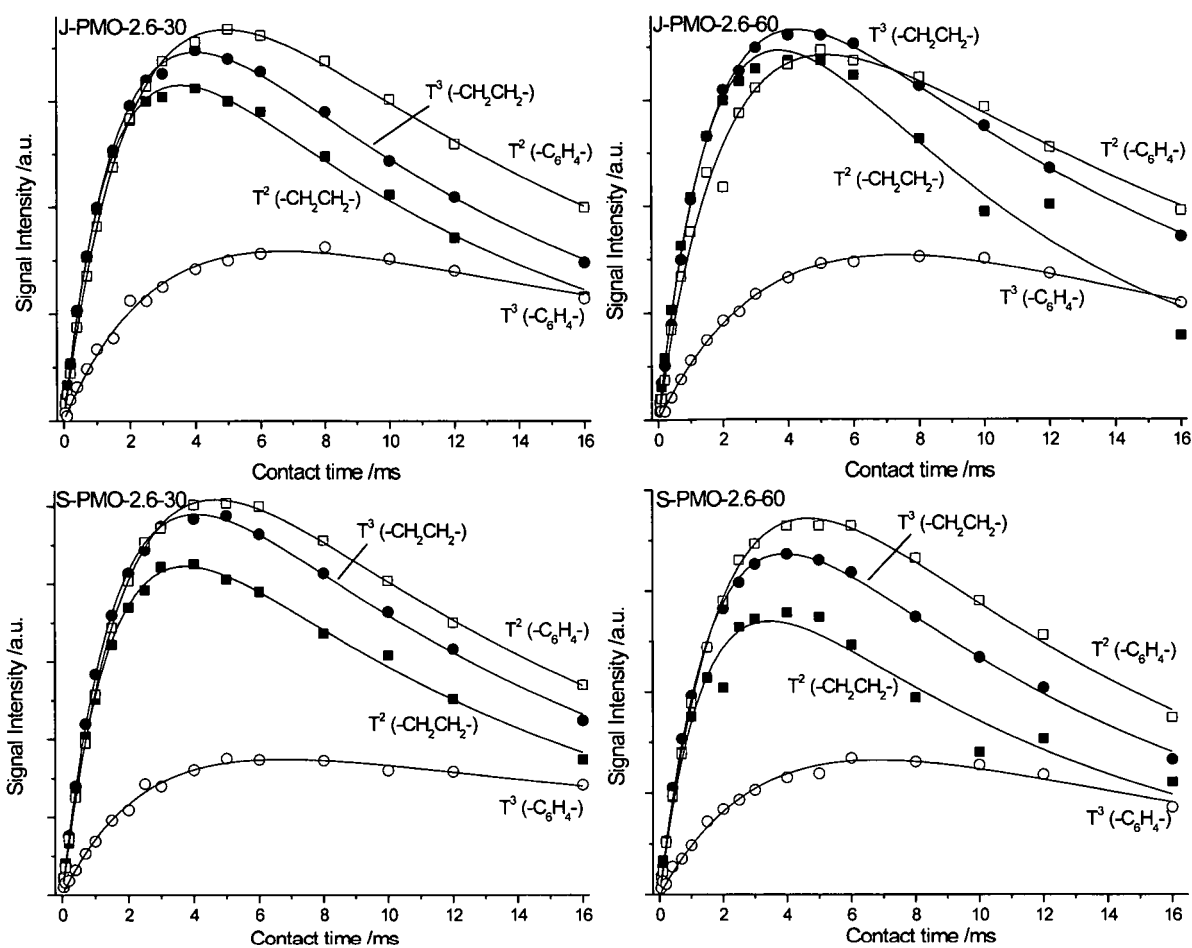 J-PMO-2.6-30
T³ (-CH₂CH₂-)
T² (-C₆H₄-)
T² (-CH₂CH₂-)
T³ (-C₆H₄-)
Signal Intensity /a.u.
0 2 4 6 8 10 12 14 16
Contact time /ms
J-PMO-2.6-60
T³ (-CH₂CH₂-)
T² (-C₆H₄-)
T² (-CH₂CH₂-)
T³ (-C₆H₄-)
Signal Intensity /a.u.
0 2 4 6 8 10 12 14 16
Contact time /ms
S-PMO-2.6-30
T³ (-CH₂CH₂-)
T² (-C₆H₄-)
T² (-CH₂CH₂-)
T³ (-C₆H₄-)
Signal Intensity /a.u.
0 2 4 6 8 10 12 14 16
Contact time /ms
S-PMO-2.6-60
T³ (-CH₂CH₂-)
T² (-C₆H₄-)
T² (-CH₂CH₂-)
T³ (-C₆H₄-)
Signal Intensity /a.u.
0 2 4 6 8 10 12 14 16
Contact time /ms